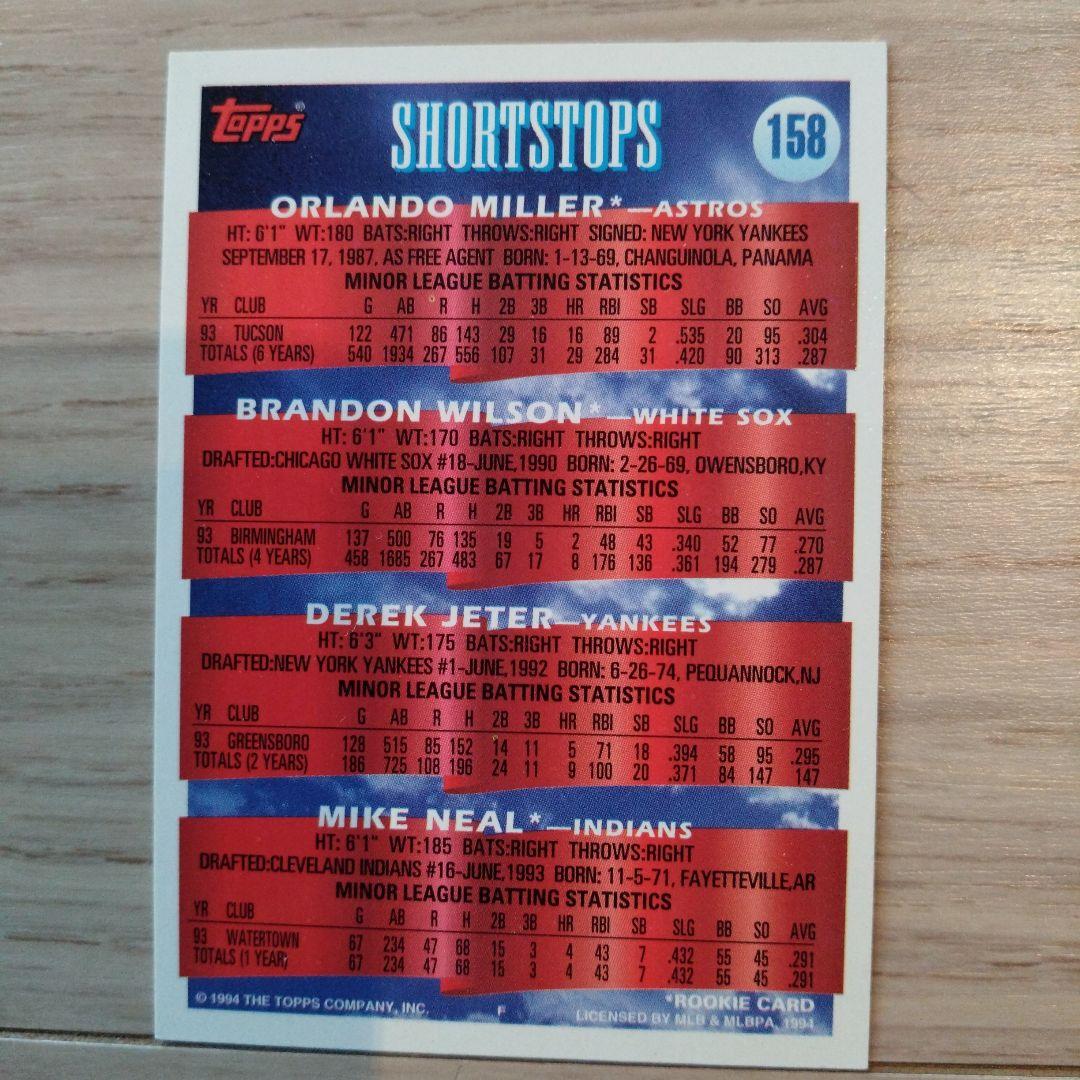 Topps®
SHORTSTOPS
158
ORLANDO MILLER*—ASTROS
HT: 6'1" WT:180 BATS:RIGHT THROWS:RIGHT SIGNED: NEW YORK YANKEES
SEPTEMBER 17, 1987, AS FREE AGENT BORN: 1-13-69, CHANGUINOLA, PANAMA
MINOR LEAGUE BATTING STATISTICS
YR CLUB G AB R H 2B 3B HR RBI SB SLG BB SO AVG
93 TUCSON 122 471 86 143 29 16 16 89 2 .535 20 95 .304
TOTALS (6 YEARS) 540 1934 267 556 107 31 29 284 31 .420 90 313 .287
BRANDON WILSON*—WHITE SOX
HT: 6'1" WT:170 BATS:RIGHT THROWS:RIGHT
DRAFTED:CHICAGO WHITE SOX #18-JUNE,1990 BORN: 2-26-69, OWENSBORO,KY
MINOR LEAGUE BATTING STATISTICS
YR CLUB G AB R H 2B 3B HR RBI SB SLG BB SO AVG
93 BIRMINGHAM 137 500 76 135 19 5 2 48 43 .340 52 77 .270
TOTALS (4 YEARS) 458 1685 267 483 67 17 8 176 136 .361 194 279 .287
DEREK JETER—YANKEES
HT: 6'3" WT:175 BATS:RIGHT THROWS:RIGHT
DRAFTED:NEW YORK YANKEES #1-JUNE,1992 BORN: 6-26-74, PEQUANNOCK,NJ
MINOR LEAGUE BATTING STATISTICS
YR CLUB G AB R H 2B 3B HR RBI SB SLG BB SO AVG
93 GREENSBORO 128 515 85 152 14 11 5 71 18 .394 58 95 .295
TOTALS (2 YEARS) 186 725 108 196 24 11 9 100 20 .371 84 147 .147
MIKE NEAL*—INDIANS
HT: 6'1" WT:185 BATS:RIGHT THROWS:RIGHT
DRAFTED:CLEVELAND INDIANS #16-JUNE,1993 BORN: 11-5-71, FAYETTEVILLE,AR
MINOR LEAGUE BATTING STATISTICS
YR CLUB G AB R H 2B 3B HR RBI SB SLG BB SO AVG
93 WATERTOWN 67 234 47 68 15 3 4 43 7 .432 55 45 .291
TOTALS (1 YEAR) 67 234 47 68 15 3 4 43 7 .432 55 45 .291
*ROOKIE CARD
© 1994 THE TOPPS COMPANY, INC. F LICENSED BY MLB & MLBPA, 1994